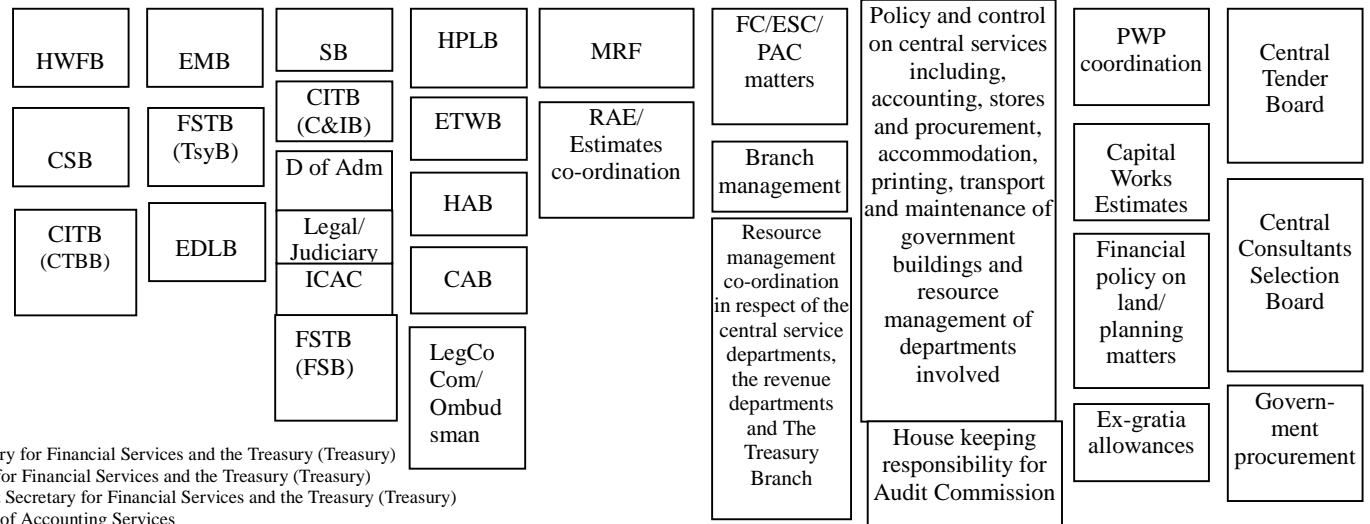 HWFB
CSB
CITB
(CTBB)
EMB
FSTB
(TsyB)
EDLB
SB
CITB
(C&IB)
D of Adm
Legal/
Judiciary
ICAC
FSTB
(FSB)
HPLB
ETWB
HAB
CAB
LegCo
Com/
Ombud
sman
MRF
RAE/
Estimates
co-ordination
FC/ESC/
PAC
matters
Branch
management
Resource
management
co-ordination
in respect of the
central service
departments,
the revenue
departments
and The
Treasury
Branch
Policy and control
on central services
including,
accounting, stores
and procurement,
accommodation,
printing, transport
and maintenance of
government
buildings and
resource
management of
departments
involved
House keeping
responsibility for
Audit Commission
PWP
coordination
Capital
Works
Estimates
Financial
policy on
land/
planning
matters
Ex-gratia
allowances
Central
Tender
Board
Central
Consultants
Selection
Board
Govern-
ment
procurement
ry for Financial Services and the Treasury (Treasury)
for Financial Services and the Treasury (Treasury)
Secretary for Financial Services and the Treasury (Treasury)
of Accounting Services